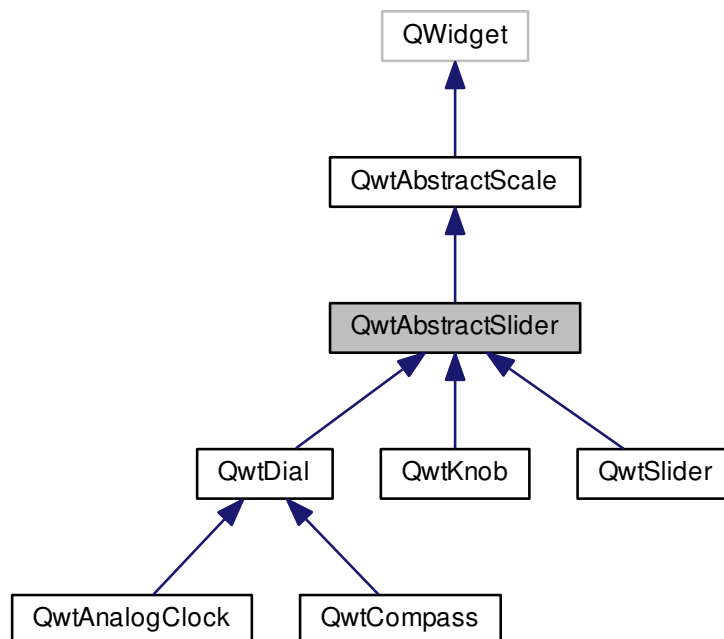 QWidget
QwtAbstractScale
QwtAbstractSlider
QwtDial
QwtKnob
QwtSlider
QwtAnalogClock
QwtCompass